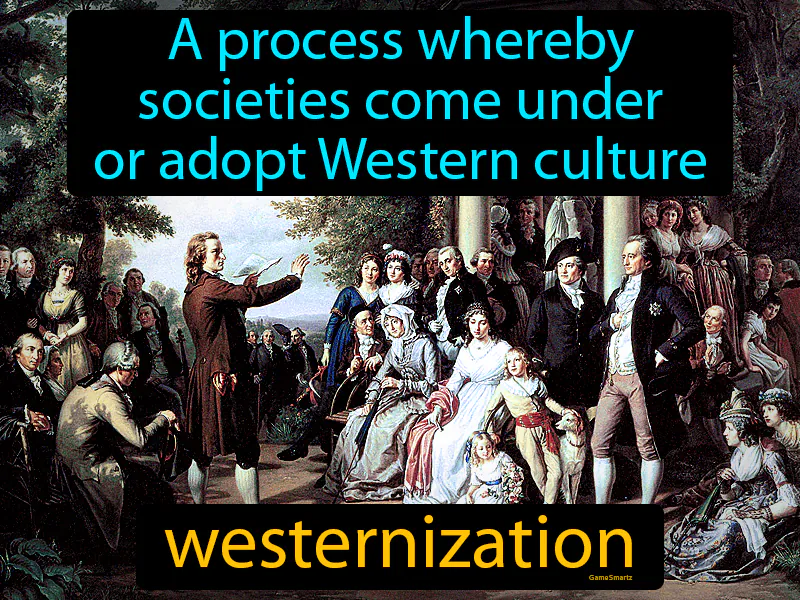 A process whereby
societies come under
or adopt Western culture
westernization
GameSmartz